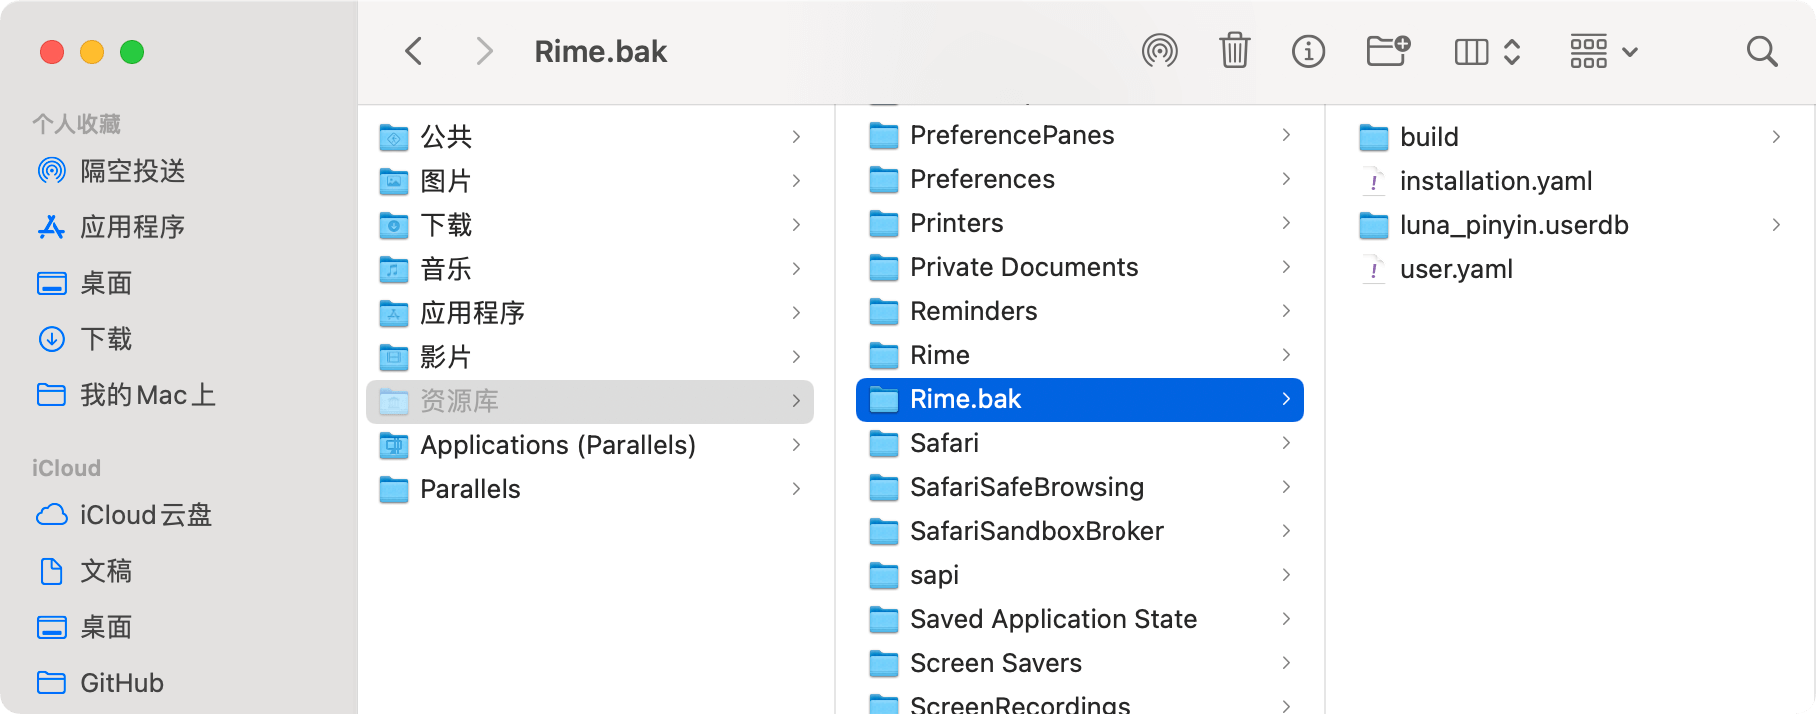 Rime.bak
个人收藏
隔空投送
应用程序
桌面
下载
我的Mac上
iCloud
iCloud云盘
文稿
桌面
GitHub
公共
图片
下载
音乐
应用程序
影片
资源库
Applications (Parallels)
Parallels
PreferencePanes
Preferences
Printers
Private Documents
Reminders
Rime
Rime.bak
Safari
SafariSafeBrowsing
SafariSandboxBroker
sapi
Saved Application State
Screen Savers
ScreenRecordings
build
installation.yaml
luna_pinyin.userdb
user.yaml